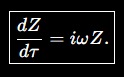 dZ/dτ = iωZ.